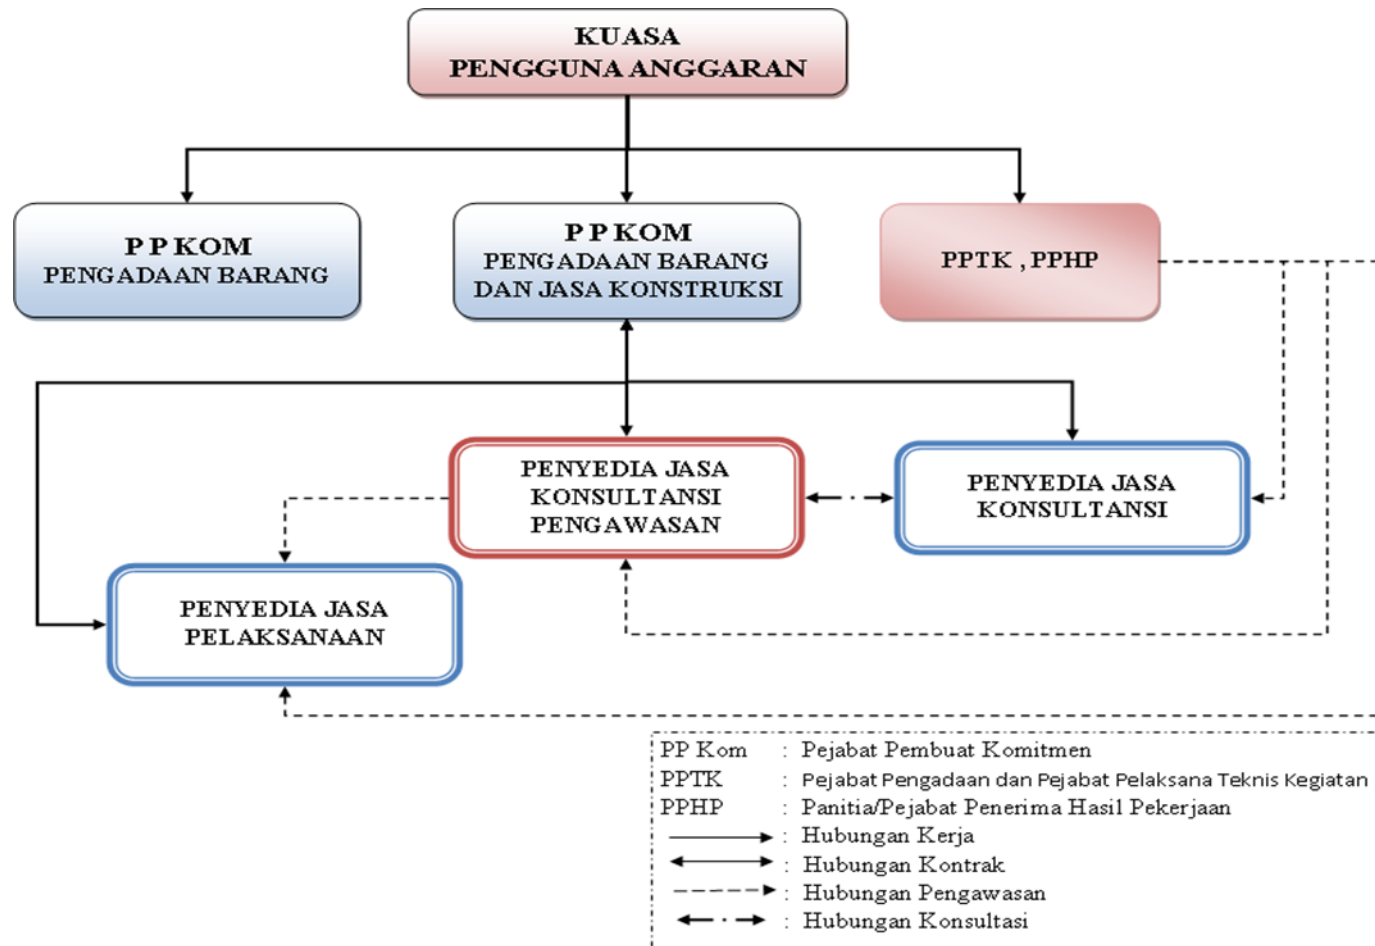 KUASA
PENGGUNA ANGGARAN
PPKOM
PENGADAAN BARANG
PPKOM
PENGADAAN BARANG
DAN JASA KONSTRUKSI
PPTK , PPHP
PENYEDIA JASA
KONSULTANSI
PENGAWASAN
PENYEDIA JASA
KONSULTANSI
PENYEDIA JASA
PELAKSANAAN
PP Kom : Pejabat Pembuat Komitmen
PPTK : Pejabat Pengadaan dan Pejabat Pelaksana Teknis Kegiatan
PPHP : Panitia/Pejabat Penerima Hasil Pekerjaan
: Hubungan Kerja
: Hubungan Kontrak
: Hubungan Pengawasan
: Hubungan Konsultasi